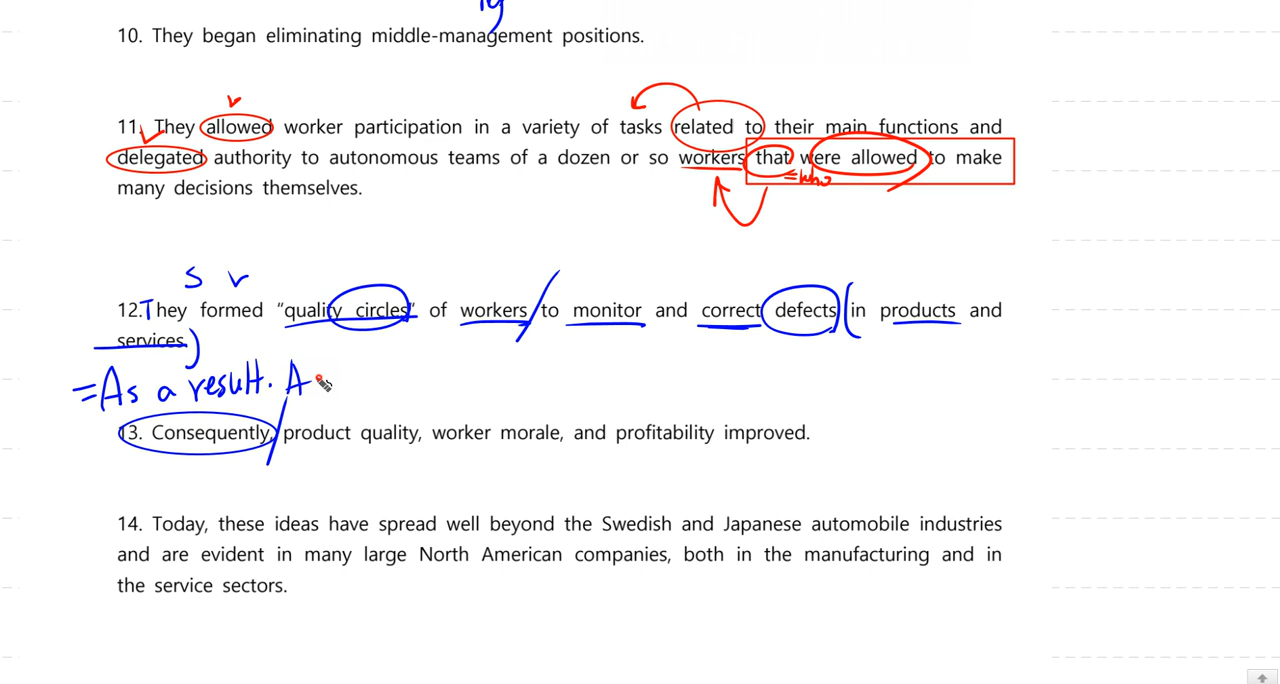 10. They began eliminating middle-management positions.
v
11. They allowed worker participation in a variety of tasks related to their main functions and
delegated authority to autonomous teams of a dozen or so workers that were allowed to make
=who
many decisions themselves.
S v
12.They formed "quality circles" of workers to monitor and correct defects in products and
services.
=As a result. A
13. Consequently, product quality, worker morale, and profitability improved.
14. Today, these ideas have spread well beyond the Swedish and Japanese automobile industries
and are evident in many large North American companies, both in the manufacturing and in
the service sectors.